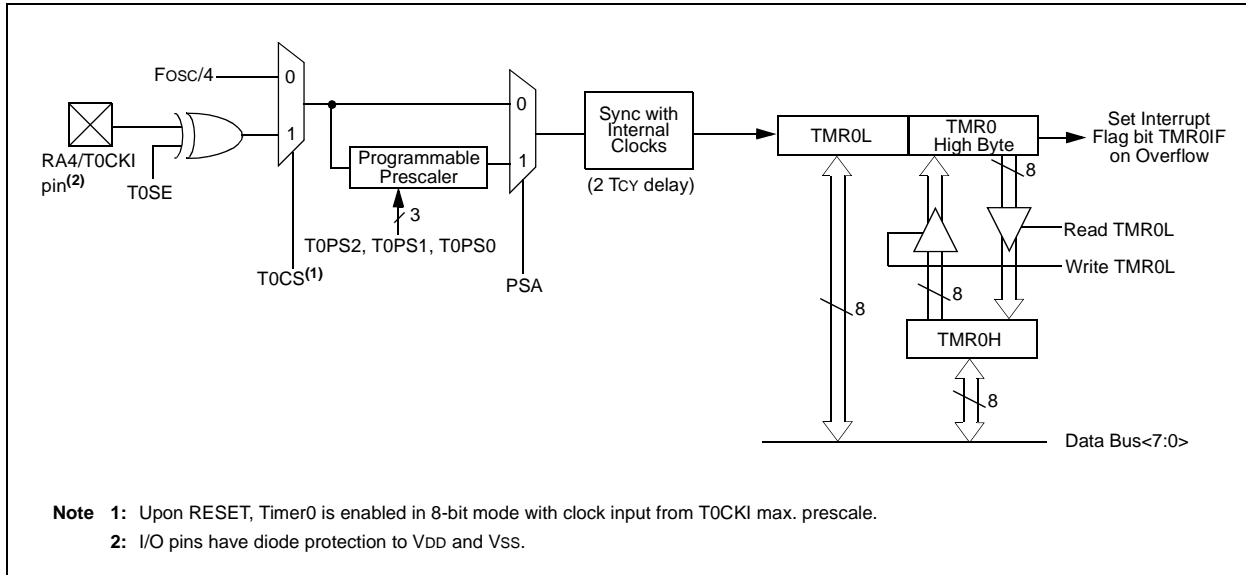 FOSC/4
0
1
RA4/T0CKI
pin(2)
T0SE
T0CS(1)
Programmable
Prescaler
3
T0PS2, T0PS1, T0PS0
0
1
PSA
Sync with
Internal
Clocks
(2 TCY delay)
TMR0L
TMR0
High Byte
Set Interrupt
Flag bit TMR0IF
on Overflow
8
Read TMR0L
Write TMR0L
8
8
TMR0H
8
Data Bus<7:0>
Note 1: Upon RESET, Timer0 is enabled in 8-bit mode with clock input from T0CKI max. prescale.
2: I/O pins have diode protection to VDD and VSS.